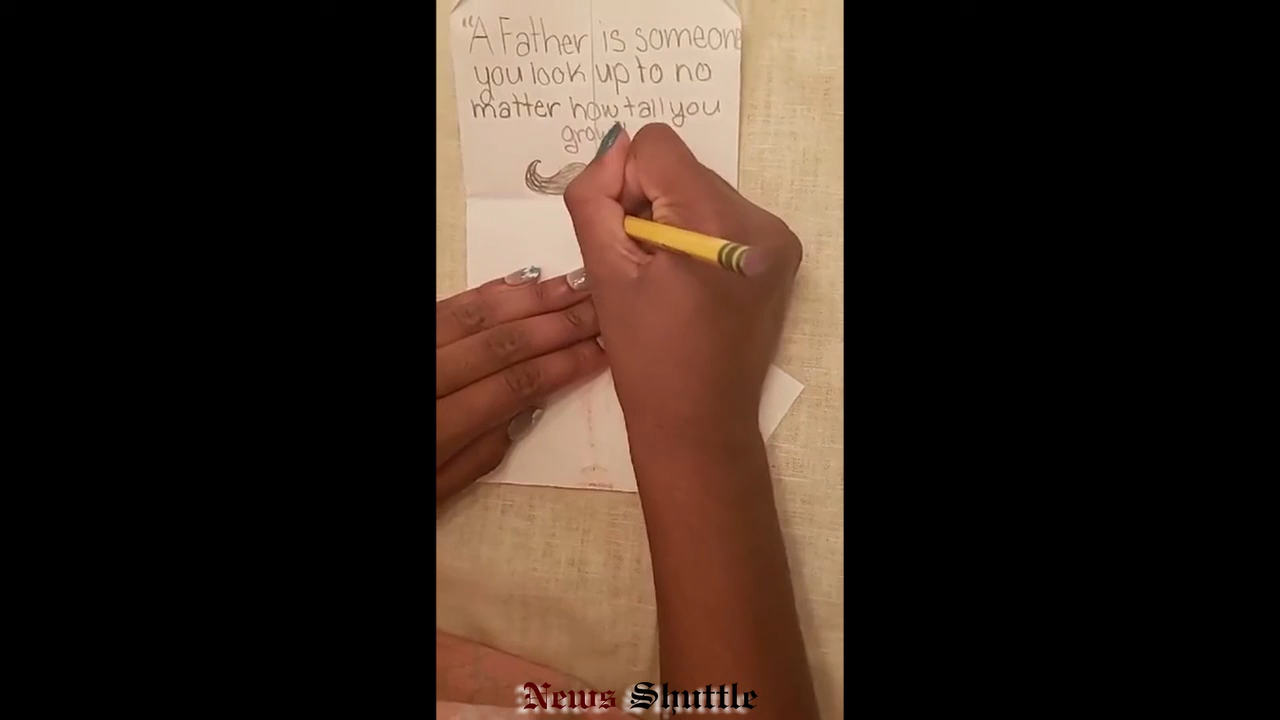 "A Father is someone
you look up to no
matter how tall you
News Shuttle